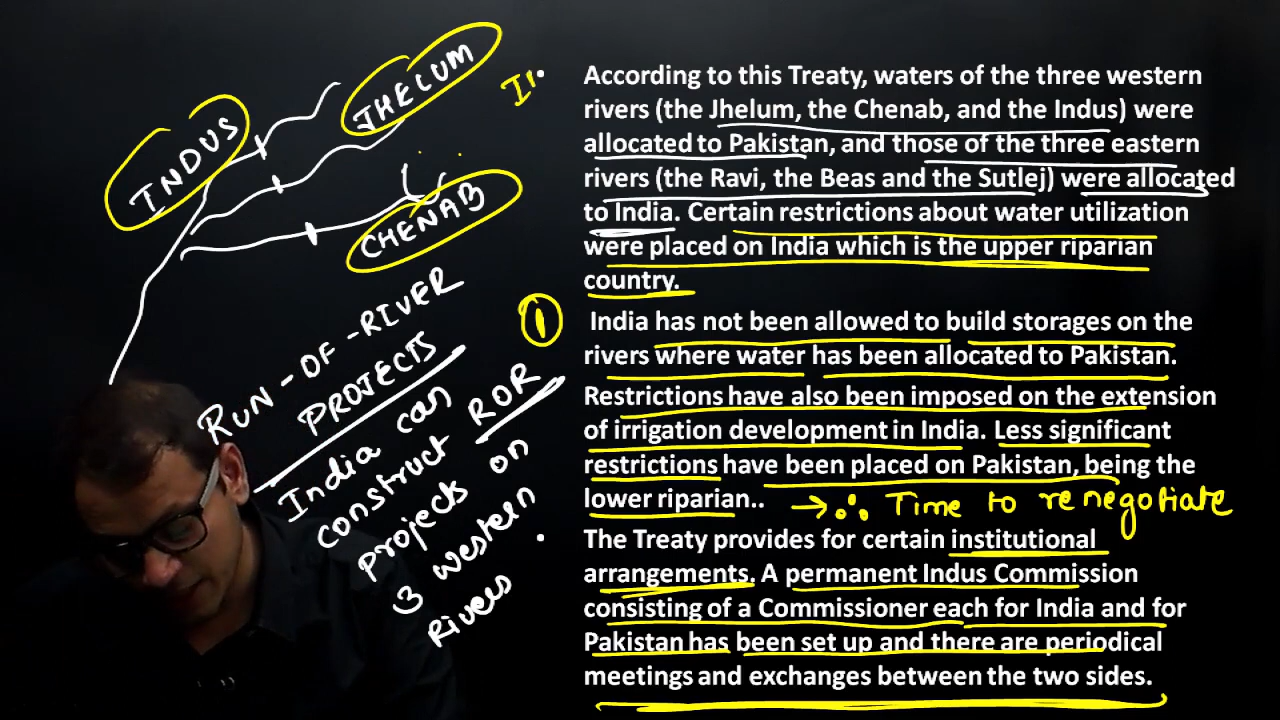 INDUS
JHELUM
CHENAB
RUN-OF-RIVER
PROJECTS
India can
construct ROR
projects on
3 western
Rivers
According to this Treaty, waters of the three western
rivers (the Jhelum, the Chenab, and the Indus) were
allocated to Pakistan, and those of the three eastern
rivers (the Ravi, the Beas and the Sutlej) were allocated
to India. Certain restrictions about water utilization
were placed on India which is the upper riparian
country.
1
India has not been allowed to build storages on the
rivers where water has been allocated to Pakistan.
Restrictions have also been imposed on the extension
of irrigation development in India. Less significant
restrictions have been placed on Pakistan, being the
lower riparian.. → ∴ Time to renegotiate
• The Treaty provides for certain institutional
arrangements. A permanent Indus Commission
consisting of a Commissioner each for India and for
Pakistan has been set up and there are periodical
meetings and exchanges between the two sides.